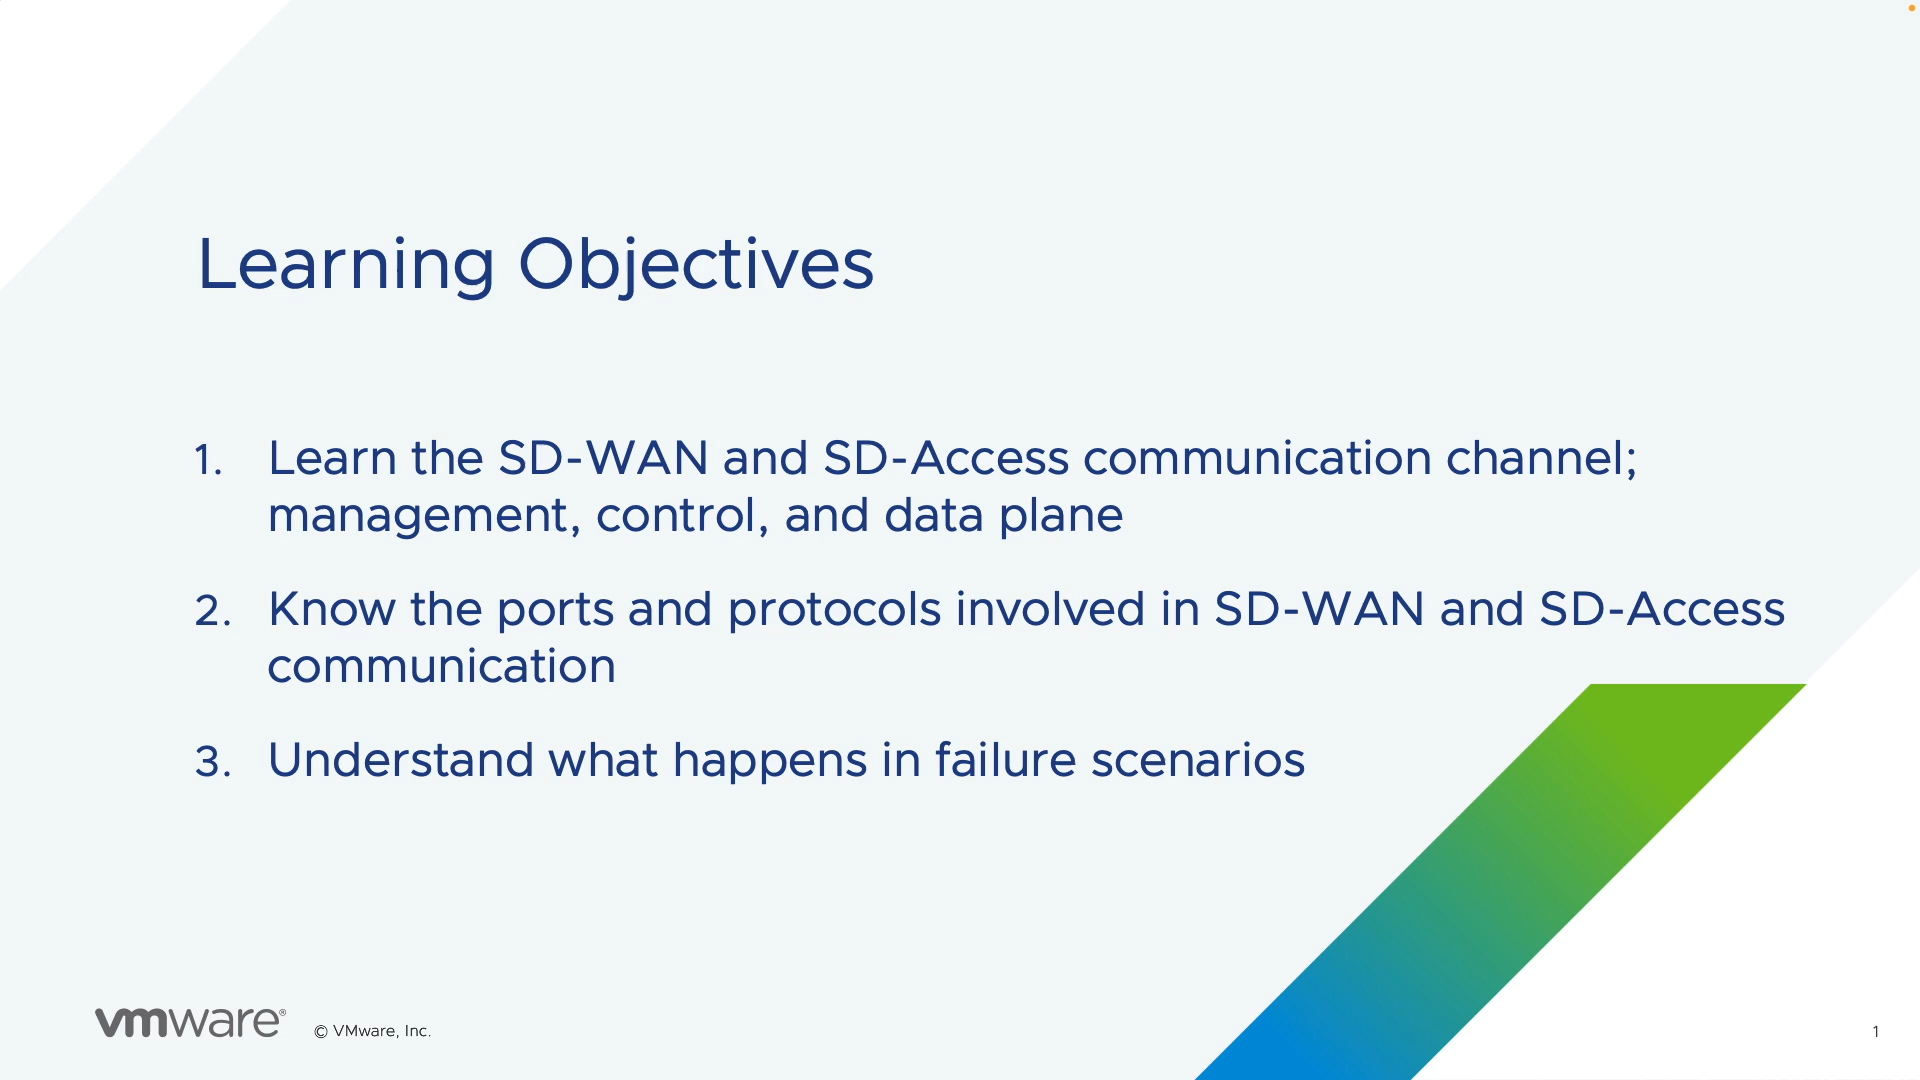 Learning Objectives
1. Learn the SD-WAN and SD-Access communication channel;
management, control, and data plane
2. Know the ports and protocols involved in SD-WAN and SD-Access
communication
3. Understand what happens in failure scenarios
vmware® © VMware, Inc. 1